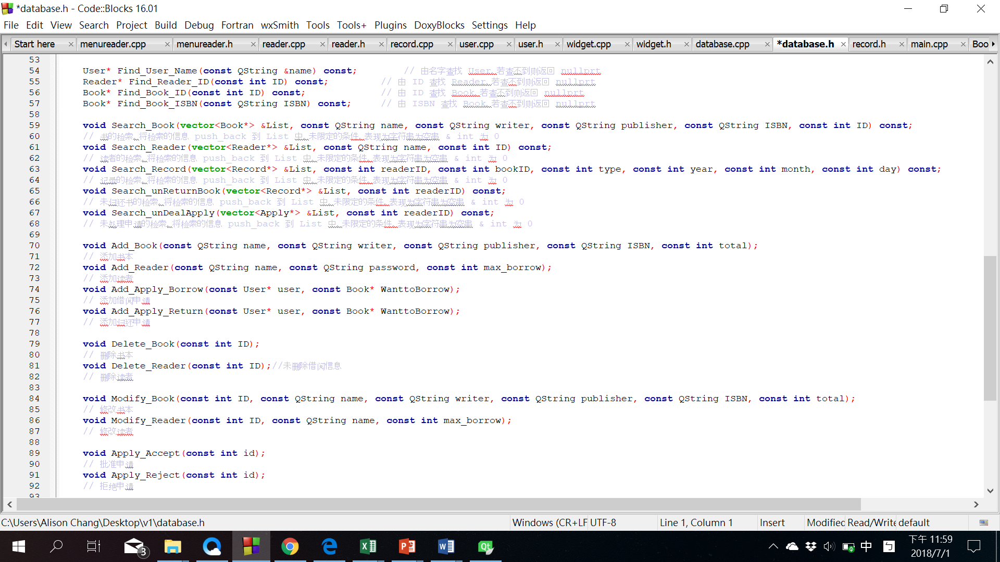 *database.h - Code::Blocks 16.01
File Edit View Search Project Build Debug Fortran wxSmith Tools Tools+ Plugins DoxyBlocks Settings Help
Start here menureader.cpp menureader.h reader.cpp reader.h record.cpp user.cpp user.h widget.cpp widget.h database.cpp *database.h record.h main.cpp Boo
53
54 User* Find_User_Name(const QString &name) const; // 由名字查找 User,若查不到则返回 nullprt
55 Reader* Find_Reader_ID(const int ID) const; // 由 ID 查找 Reader,若查不到则返回 nullprt
56 Book* Find_Book_ID(const int ID) const; // 由 ID 查找 Book,若查不到则返回 nullprt
57 Book* Find_Book_ISBN(const QString ISBN) const; // 由 ISBN 查找 Book,若查不到则返回 nullprt
58
59 void Search_Book(vector<Book*> &List, const QString name, const QString writer, const QString publisher, const QString ISBN, const int ID) const;
60 // 书的检索,将检索的信息 push_back 到 List 中,未限定的条件,表现为字符串为空串 & int 为 0
61 void Search_Reader(vector<Reader*> &List, const QString name, const int ID) const;
62 // 读者的检索,将检索的信息 push_back 到 List 中,未限定的条件,表现为字符串为空串 & int 为 0
63 void Search_Record(vector<Record*> &List, const int readerID, const int bookID, const int type, const int year, const int month, const int day) const;
64 // 记录的检索,将检索的信息 push_back 到 List 中,未限定的条件,表现为字符串为空串 & int 为 0
65 void Search_unReturnBook(vector<Record*> &List, const int readerID) const;
66 // 未归还书的检索,将检索的信息 push_back 到 List 中,未限定的条件,表现为字符串为空串 & int 为 0
67 void Search_unDealApply(vector<Apply*> &List, const int readerID) const;
68 // 未处理申请的检索,将检索的信息 push_back 到 List 中,未限定的条件,表现为字符串为空串 & int 为 0
69
70 void Add_Book(const QString name, const QString writer, const QString publisher, const QString ISBN, const int total);
71 // 添加书本
72 void Add_Reader(const QString name, const QString password, const int max_borrow);
73 // 添加读者
74 void Add_Apply_Borrow(const User* user, const Book* WanttoBorrow);
75 // 添加借阅申请
76 void Add_Apply_Return(const User* user, const Book* WanttoBorrow);
77 // 添加归还申请
78
79 void Delete_Book(const int ID);
80 // 删除书本
81 void Delete_Reader(const int ID);//未删除借阅信息
82 // 删除读者
83
84 void Modify_Book(const int ID, const QString name, const QString writer, const QString publisher, const QString ISBN, const int total);
85 // 修改书本
86 void Modify_Reader(const int ID, const QString name, const int max_borrow);
87 // 修改读者
88
89 void Apply_Accept(const int id);
90 // 批准申请
91 void Apply_Reject(const int id);
92 // 拒绝申请
93
C:\Users\Alison Chang\Desktop\v1\database.h Windows (CR+LF UTF-8 Line 1, Column 1 Insert Modified Read/Write default
3 中 ㄅ 下午 11:59
2018/7/1